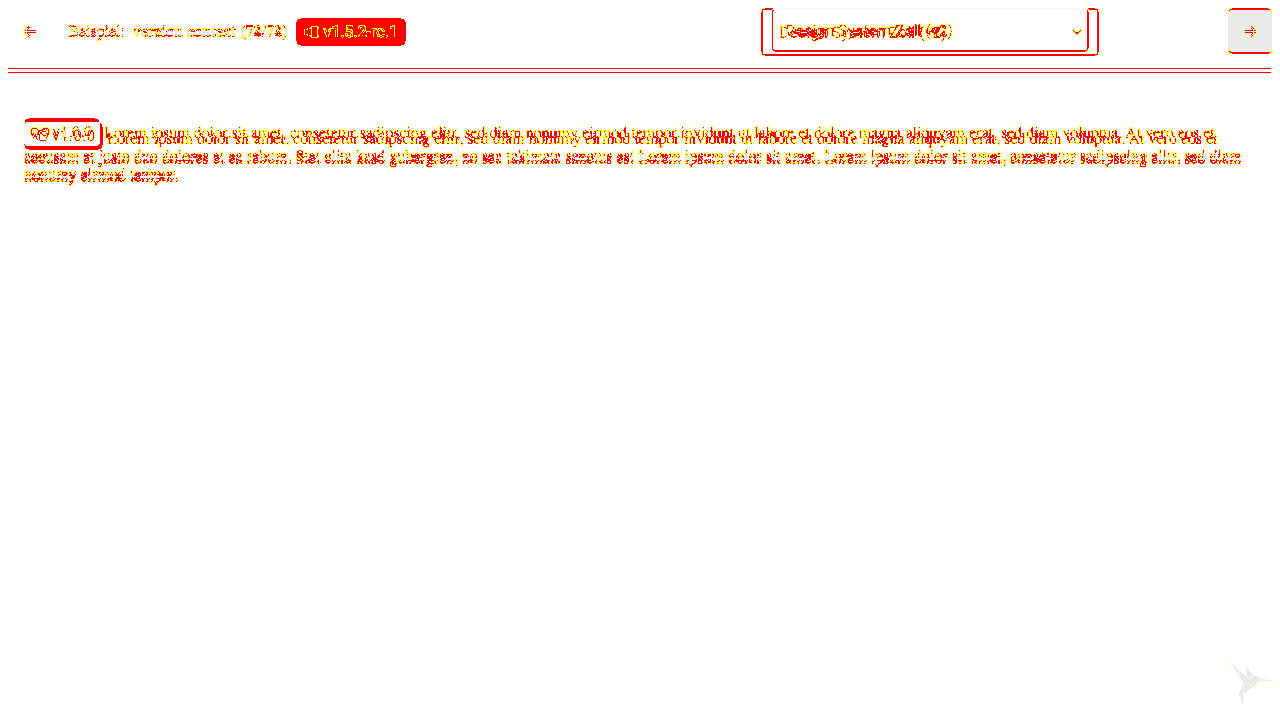 Beispiel: version context (74/74) v1.5.2-rc.1
Design System Zoll (v2)
v1.0.0 Lorem ipsum dolor sit amet, consetetur sadipscing elitr, sed diam nonumy eirmod tempor invidunt ut labore et dolore magna aliquyam erat, sed diam voluptua. At vero eos et
accusam et justo duo dolores et ea rebum. Stet clita kasd gubergren, no sea takimata sanctus est Lorem ipsum dolor sit amet. Lorem ipsum dolor sit amet, consetetur sadipscing elitr, sed diam
nonumy eirmod tempor.